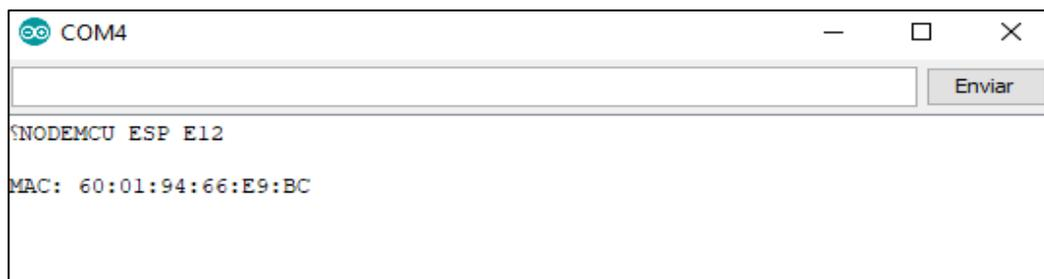 COM4
Enviar
⸮NODEMCU ESP E12
MAC: 60:01:94:66:E9:BC